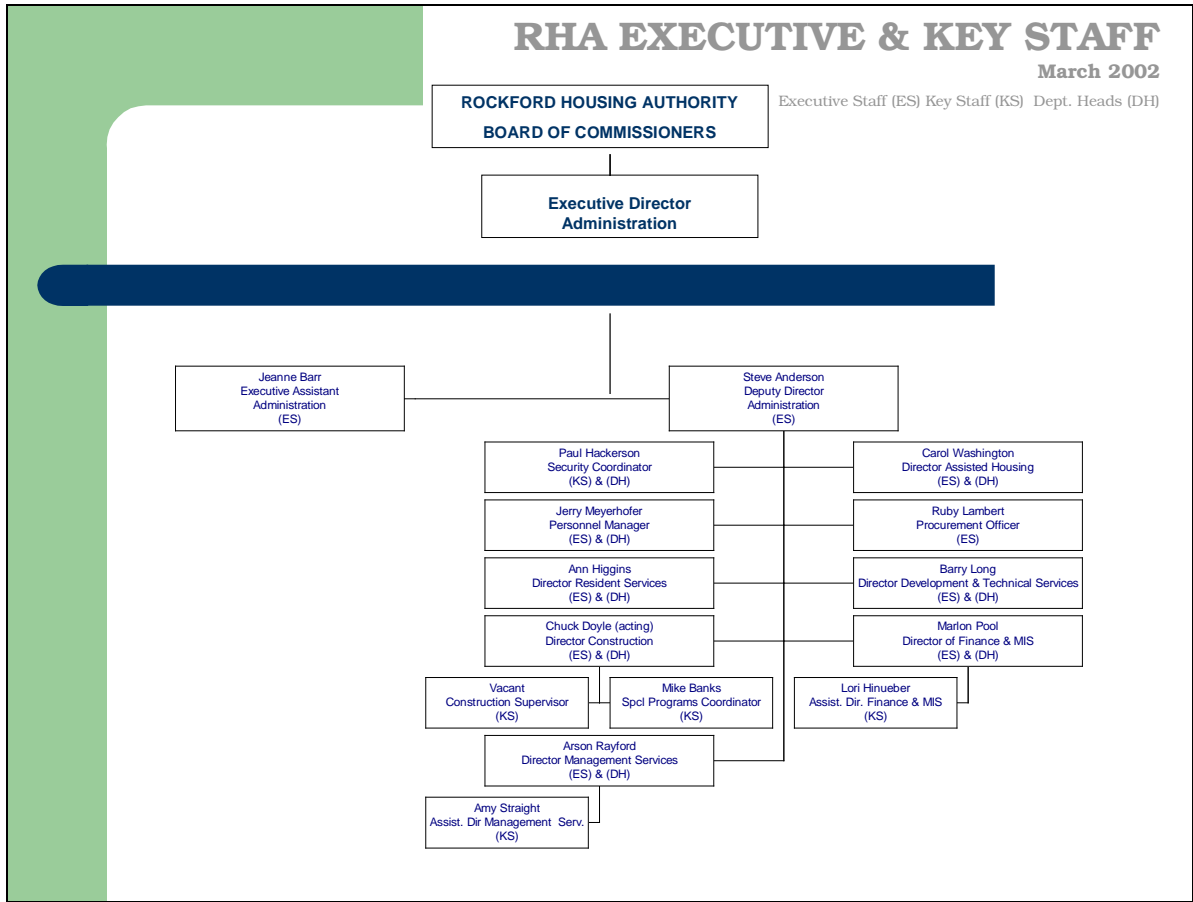 RHA EXECUTIVE & KEY STAFF
March 2002
Executive Staff (ES) Key Staff (KS) Dept. Heads (DH)
ROCKFORD HOUSING AUTHORITY
BOARD OF COMMISSIONERS
Executive Director
Administration
Jeanne Barr
Executive Assistant
Administration
(ES)
Steve Anderson
Deputy Director
Administration
(ES)
Paul Hackerson
Security Coordinator
(KS) & (DH)
Carol Washington
Director Assisted Housing
(ES) & (DH)
Jerry Meyerhofer
Personnel Manager
(ES) & (DH)
Ruby Lambert
Procurement Officer
(ES)
Ann Higgins
Director Resident Services
(ES) & (DH)
Barry Long
Director Development & Technical Services
(ES) & (DH)
Chuck Doyle (acting)
Director Construction
(ES) & (DH)
Marlon Pool
Director of Finance & MIS
(ES) & (DH)
Vacant
Construction Supervisor
(KS)
Mike Banks
Spcl Programs Coordinator
(KS)
Lori Hinueber
Assist. Dir. Finance & MIS
(KS)
Arson Rayford
Director Management Services
(ES) & (DH)
Amy Straight
Assist. Dir Management Serv.
(KS)